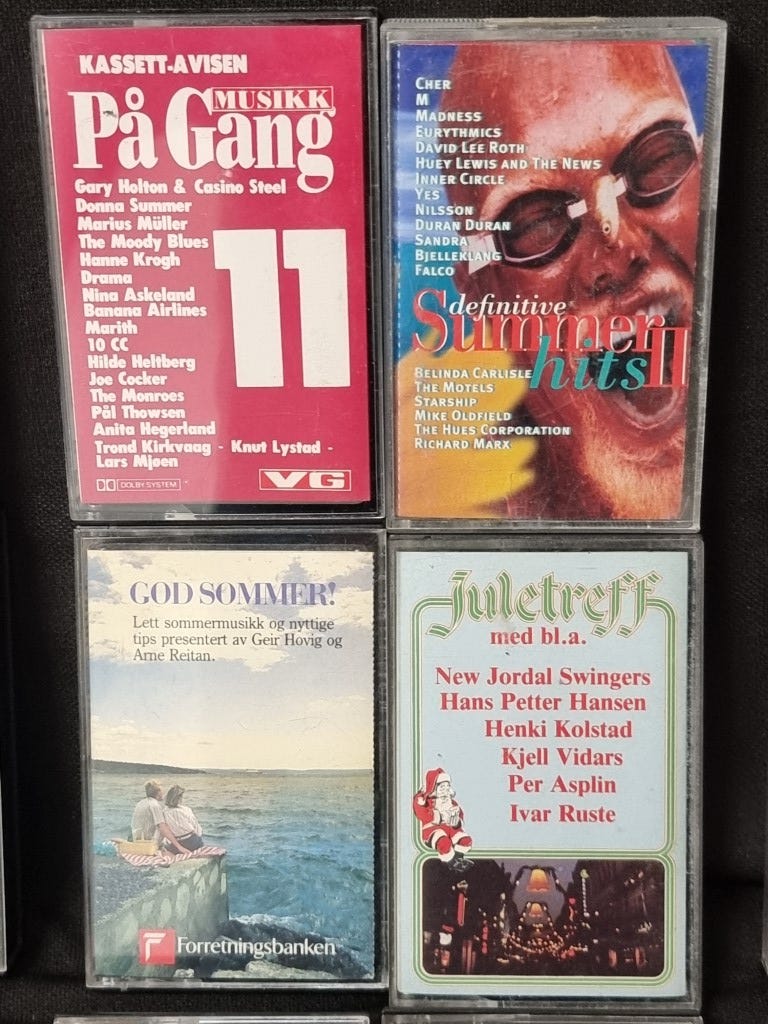 KASSETT-AVISEN
På Gang
MUSIKK
Gary Holton & Casino Steel
Donna Summer
Marius Müller
The Moody Blues
Hanne Krogh
Drama
Nina Askeland
Banana Airlines
Marith
10 CC
Hilde Heltberg
Joe Cocker
The Monroes
Pål Thowsen
Anita Hegerland
Trond Kirkvaag - Knut Lystad -
Lars Mjøen
11
DOLBY SYSTEM
VG
CHER
M
MADNESS
EURYTHMICS
DAVID LEE ROTH
HUEY LEWIS AND THE NEWS
INNER CIRCLE
YES
NILSSON
DURAN DURAN
SANDRA
BJELLEKLANG
FALCO
definitive
Summer
hits II
BELINDA CARLISLE
THE MOTELS
STARSHIP
MIKE OLDFIELD
THE HUES CORPORATION
RICHARD MARX
GOD SOMMER!
Lett sommermusikk og nyttige
tips presentert av Geir Hovig og
Arne Reitan.
Forretningsbanken
Juletreff
med bl.a.
New Jordal Swingers
Hans Petter Hansen
Henki Kolstad
Kjell Vidars
Per Asplin
Ivar Ruste